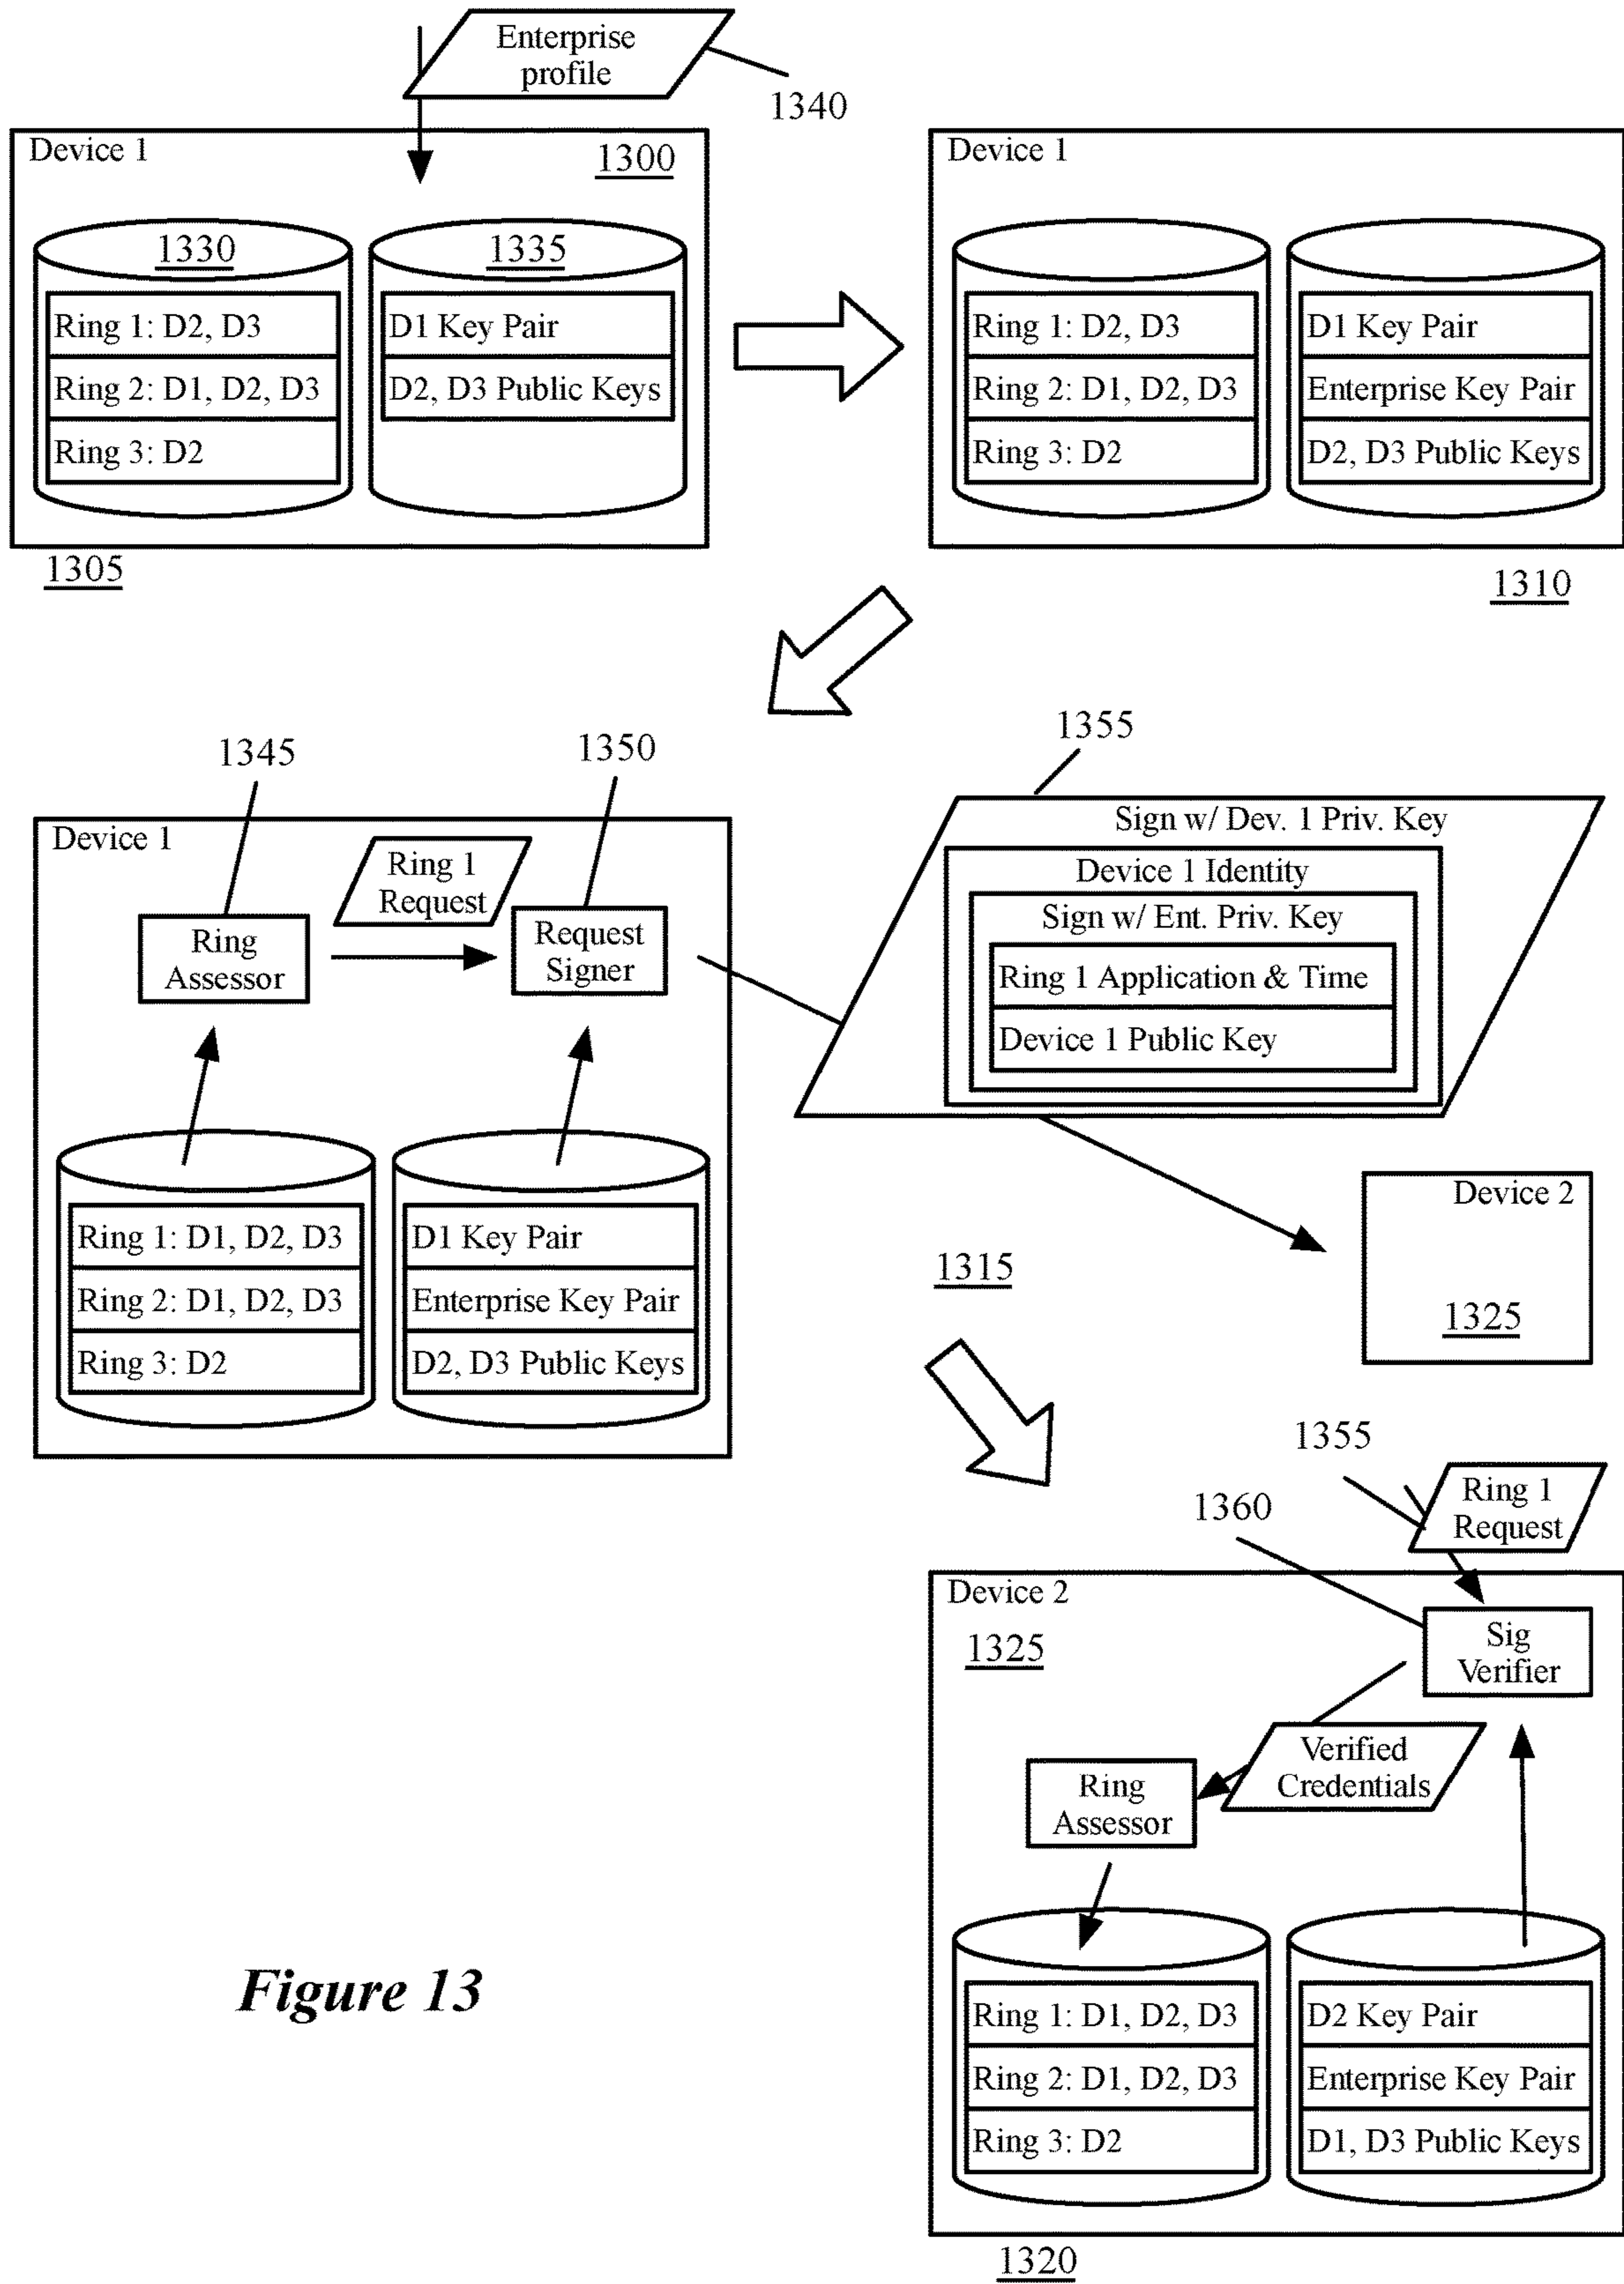 Enterprise
profile
1340
Device 1
1300
1330
1335
Ring 1: D2, D3
Ring 2: D1, D2, D3
Ring 3: D2
D1 Key Pair
D2, D3 Public Keys
1305
Device 1
Ring 1: D2, D3
Ring 2: D1, D2, D3
Ring 3: D2
D1 Key Pair
Enterprise Key Pair
D2, D3 Public Keys
1310
1345
1350
Device 1
Ring 1
Request
Ring
Assessor
Request
Signer
Ring 1: D1, D2, D3
Ring 2: D1, D2, D3
Ring 3: D2
D1 Key Pair
Enterprise Key Pair
D2, D3 Public Keys
1355
Sign w/ Dev. 1 Priv. Key
Device 1 Identity
Sign w/ Ent. Priv. Key
Ring 1 Application & Time
Device 1 Public Key
Device 2
1325
1315
1355
Ring 1
Request
1360
Device 2
1325
Sig
Verifier
Verified
Credentials
Ring
Assessor
Ring 1: D1, D2, D3
Ring 2: D1, D2, D3
Ring 3: D2
D2 Key Pair
Enterprise Key Pair
D1, D3 Public Keys
1320
Figure 13